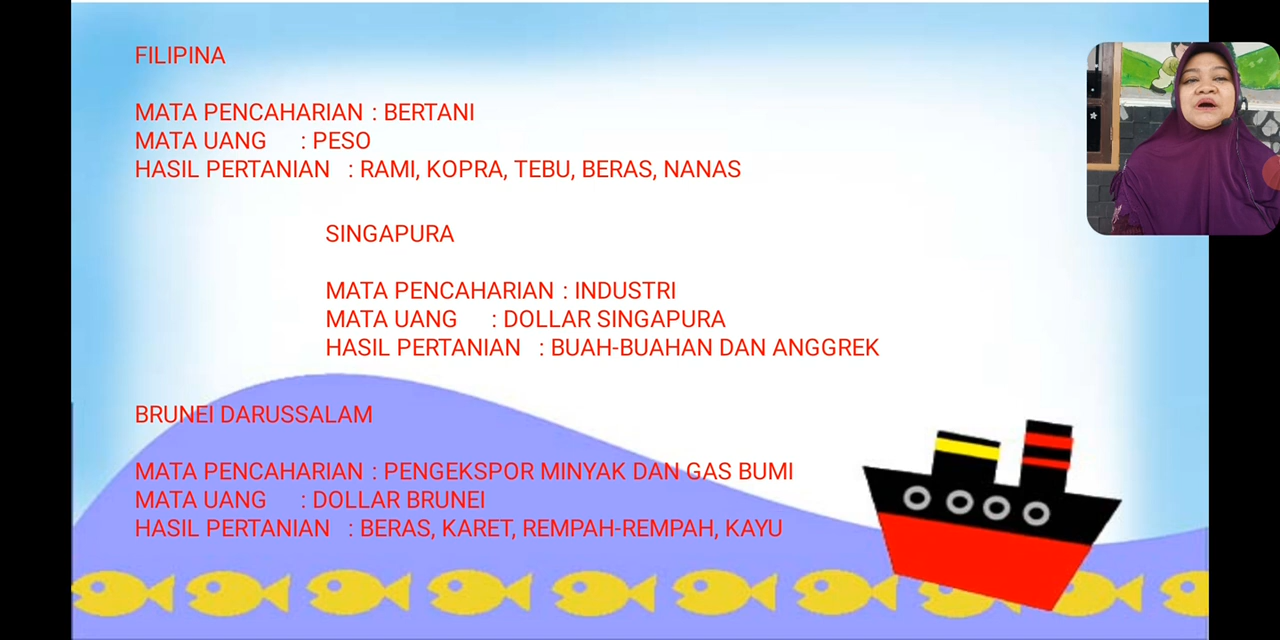 FILIPINA
MATA PENCAHARIAN : BERTANI
MATA UANG : PESO
HASIL PERTANIAN : RAMI, KOPRA, TEBU, BERAS, NANAS
SINGAPURA
MATA PENCAHARIAN : INDUSTRI
MATA UANG : DOLLAR SINGAPURA
HASIL PERTANIAN : BUAH-BUAHAN DAN ANGGREK
BRUNEI DARUSSALAM
MATA PENCAHARIAN : PENGEKSPOR MINYAK DAN GAS BUMI
MATA UANG : DOLLAR BRUNEI
HASIL PERTANIAN : BERAS, KARET, REMPAH-REMPAH, KAYU